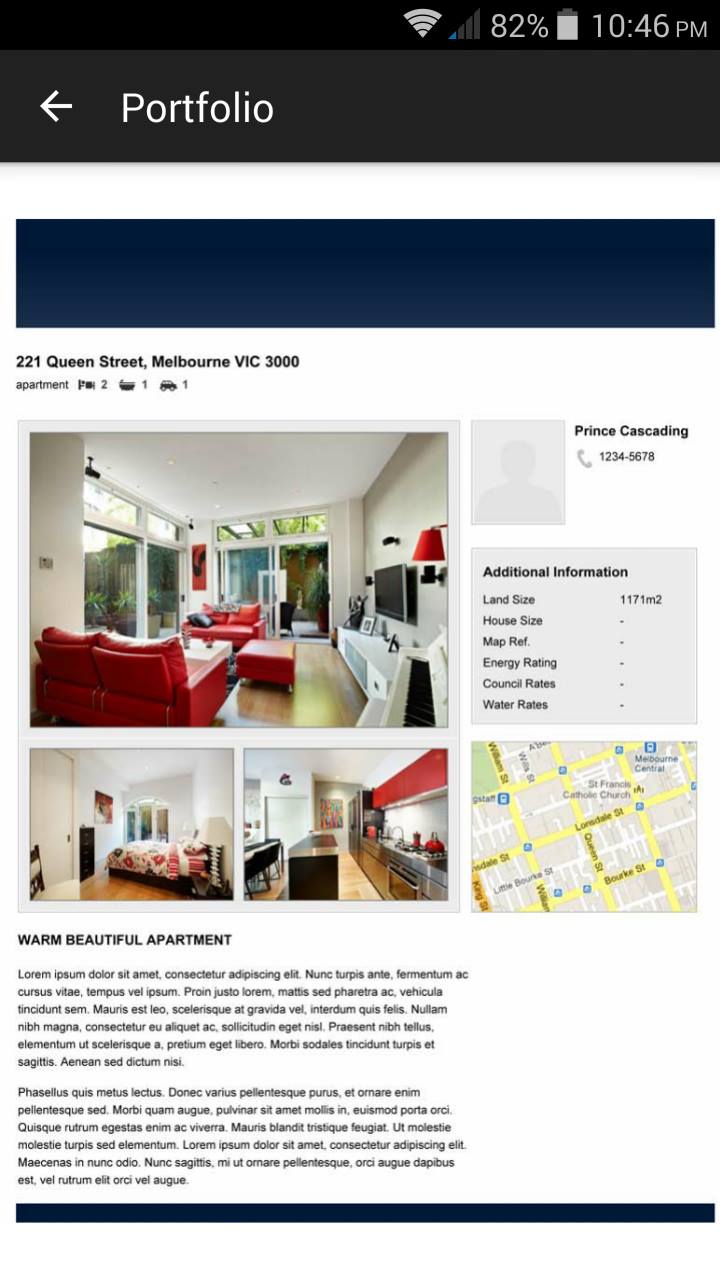 82% 10:46 PM
Portfolio
221 Queen Street, Melbourne VIC 3000
apartment 2 1 1
Prince Cascading
1234-5678
Additional Information
Land Size 1171m2
House Size -
Map Ref. -
Energy Rating -
Council Rates -
Water Rates -
William St
Wills St
A'Be
Melbourne
Central
gstaff
St Francis
Catholic Church
Lonsdale St
nsdale St
Queen St
Little Bourke St
Bourke St
King St
William
WARM BEAUTIFUL APARTMENT
Lorem ipsum dolor sit amet, consectetur adipiscing elit. Nunc turpis ante, fermentum ac
cursus vitae, tempus vel ipsum. Proin justo lorem, mattis sed pharetra ac, vehicula
tincidunt sem. Mauris est leo, scelerisque at gravida vel, interdum quis felis. Nullam
nibh magna, consectetur eu aliquet ac, sollicitudin eget nisl. Praesent nibh tellus,
elementum ut scelerisque a, pretium eget libero. Morbi sodales tincidunt turpis et
sagittis. Aenean sed dictum nisi.
Phasellus quis metus lectus. Donec varius pellentesque purus, et ornare enim
pellentesque sed. Morbi quam augue, pulvinar sit amet mollis in, euismod porta orci.
Quisque rutrum egestas enim ac viverra. Mauris blandit tristique feugiat. Ut molestie
molestie turpis sed elementum. Lorem ipsum dolor sit amet, consectetur adipiscing elit.
Maecenas in nunc odio. Nunc sagittis, mi ut ornare pellentesque, orci augue dapibus
est, vel rutrum elit orci vel augue.